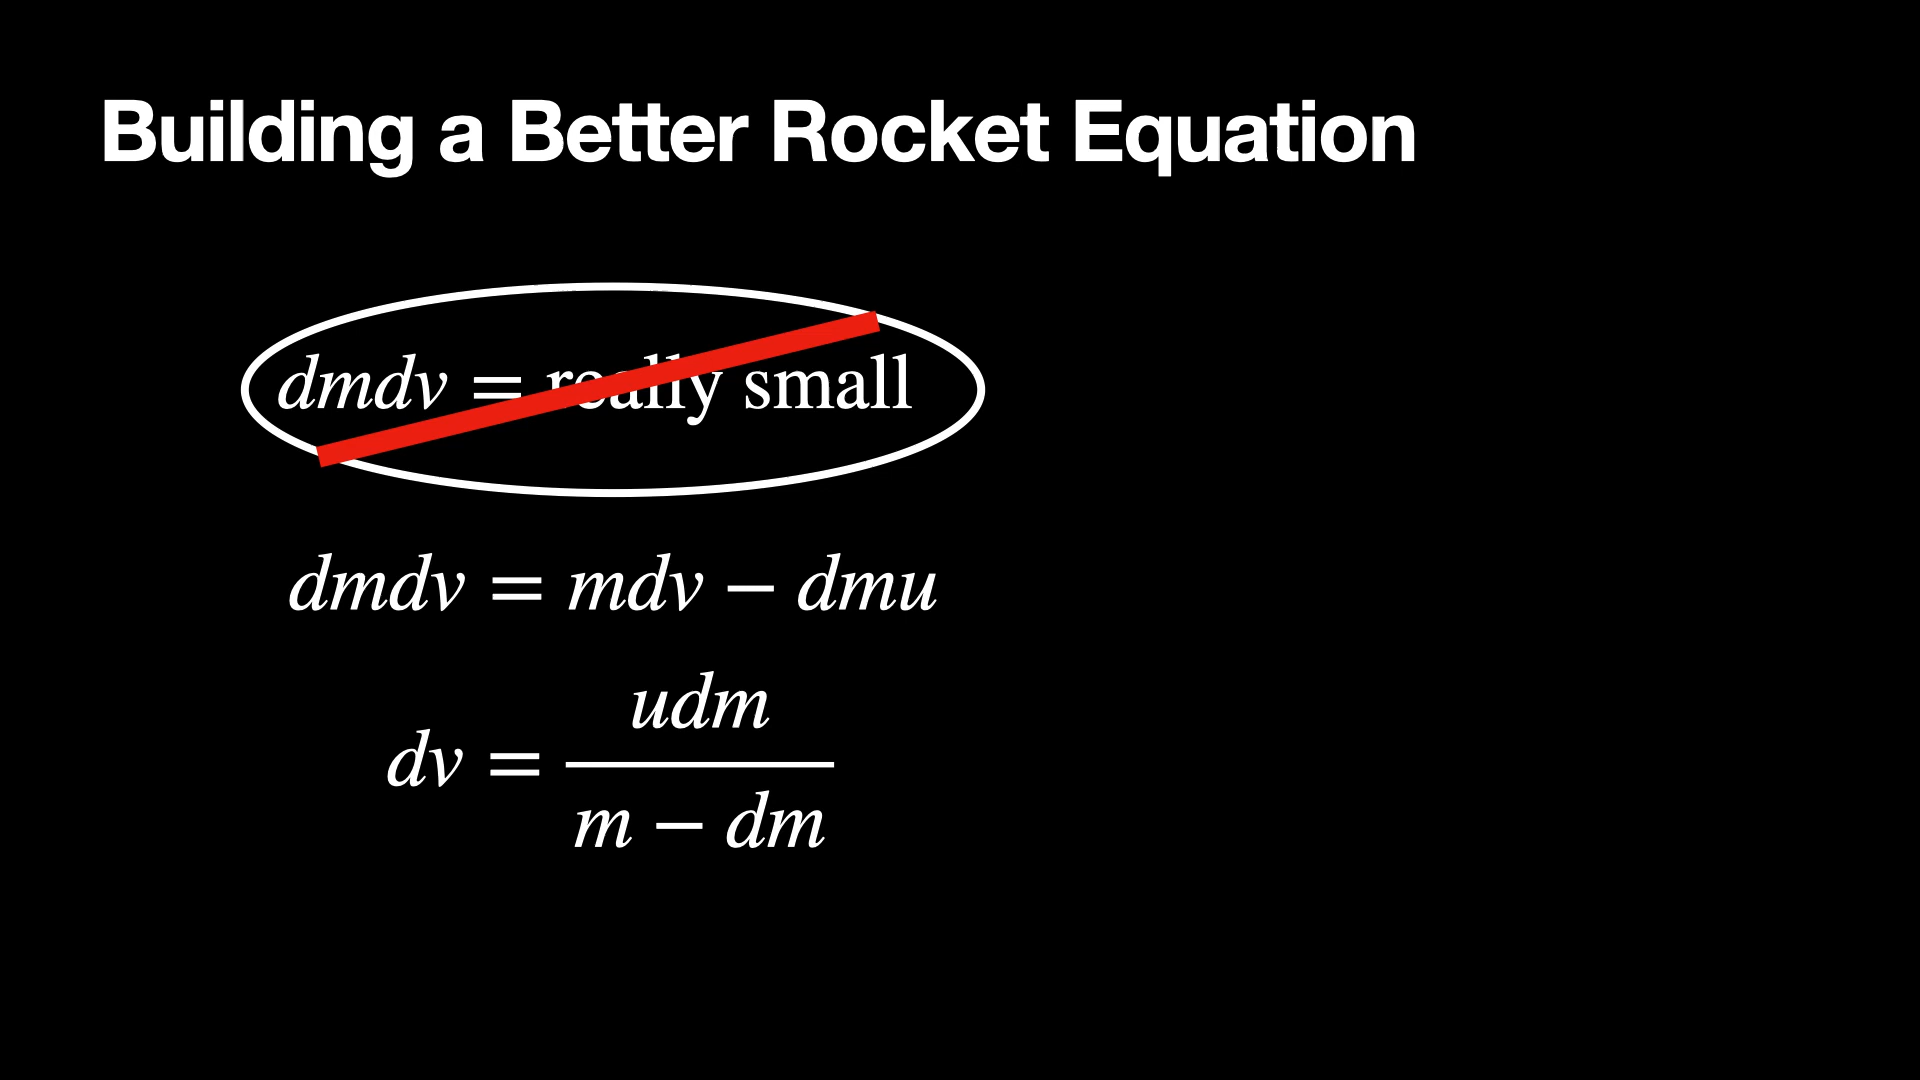 Building a Better Rocket Equation
dmdv = really small
dmdv = mdv − dmu
dv = udm / m − dm